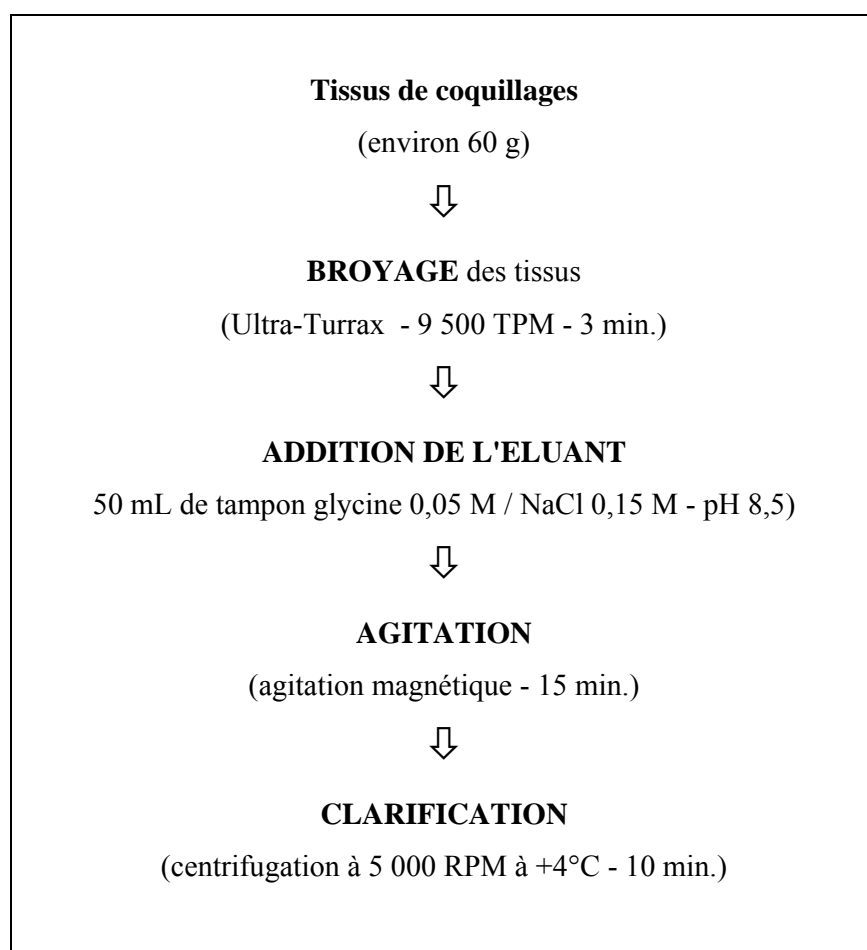 Tissus de coquillages
(environ 60 g)
⇩
BROYAGE des tissus
(Ultra-Turrax - 9 500 TPM - 3 min.)
⇩
ADDITION DE L'ELUANT
50 mL de tampon glycine 0,05 M / NaCl 0,15 M - pH 8,5)
⇩
AGITATION
(agitation magnétique - 15 min.)
⇩
CLARIFICATION
(centrifugation à 5 000 RPM à +4°C - 10 min.)